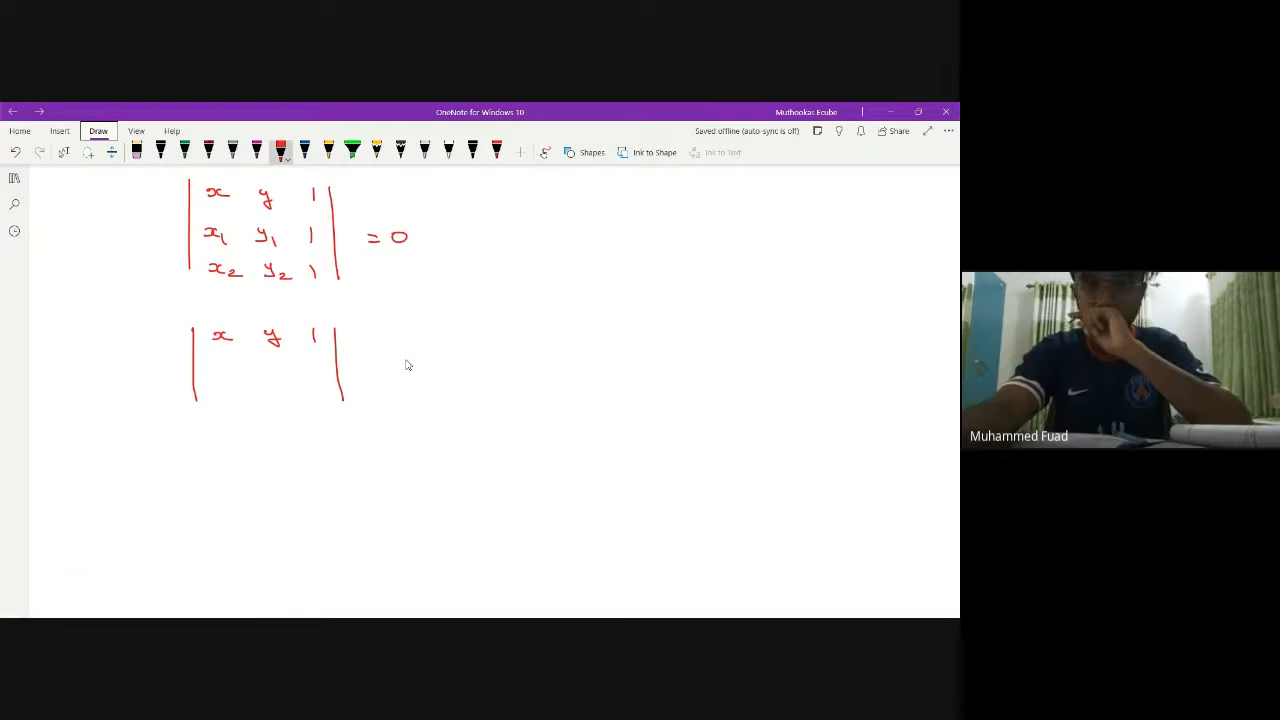 OneNote for Windows 10
Muthookas Ecube
Home Insert Draw View Help
Saved offline (auto-sync is off)
Share
Shapes
Ink to Shape
Ink to Text
x y 1
x₁ y₁ 1 = 0
x₂ y₂ 1
x y 1
Muhammed Fuad